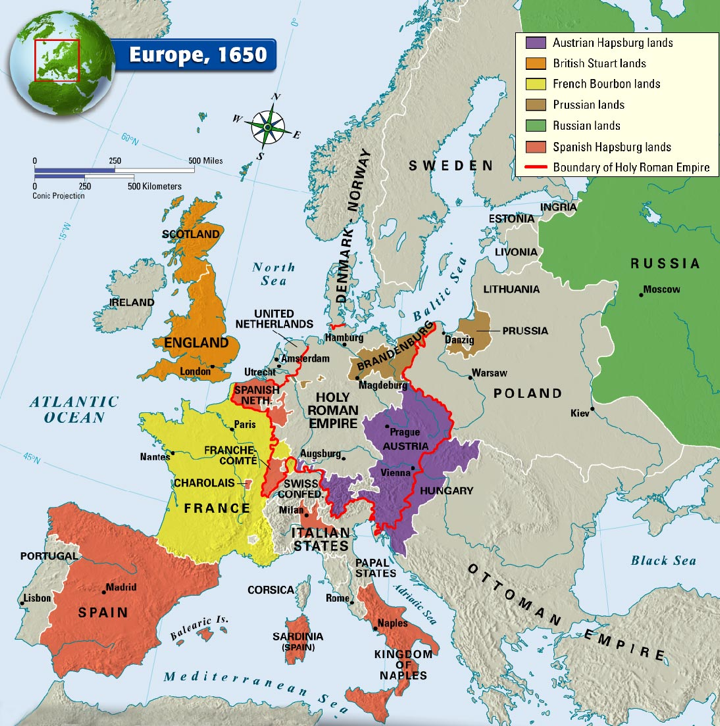 Europe, 1650
Austrian Hapsburg lands
British Stuart lands
French Bourbon lands
Prussian lands
Russian lands
Spanish Hapsburg lands
Boundary of Holy Roman Empire
N
W
E
S
0°
60°N
15°W
45°N
0 250 500 Miles
0 250 500 Kilometers
Conic Projection
SWEDEN
DENMARK-NORWAY
INGRIA
ESTONIA
LIVONIA
LITHUANIA
RUSSIA
Moscow
SCOTLAND
North
Sea
Baltic Sea
IRELAND
UNITED
NETHERLANDS
Hamburg
PRUSSIA
Danzig
ENGLAND
London
Amsterdam
Utrecht
BRANDENBURG
Magdeburg
Warsaw
POLAND
Kiev
ATLANTIC
OCEAN
SPANISH
NETH.
HOLY
ROMAN
EMPIRE
Paris
Prague
AUSTRIA
Nantes
FRANCHE-
COMTÉ
Augsburg
Vienna
CHAROLAIS
SWISS
CONFED.
HUNGARY
FRANCE
Milan
ITALIAN
STATES
PORTUGAL
PAPAL
STATES
Black Sea
Madrid
Lisbon
SPAIN
CORSICA
Rome
Adriatic Sea
OTTOMAN EMPIRE
Balearic Is.
SARDINIA
(SPAIN)
Naples
KINGDOM
OF
NAPLES
Mediterranean Sea